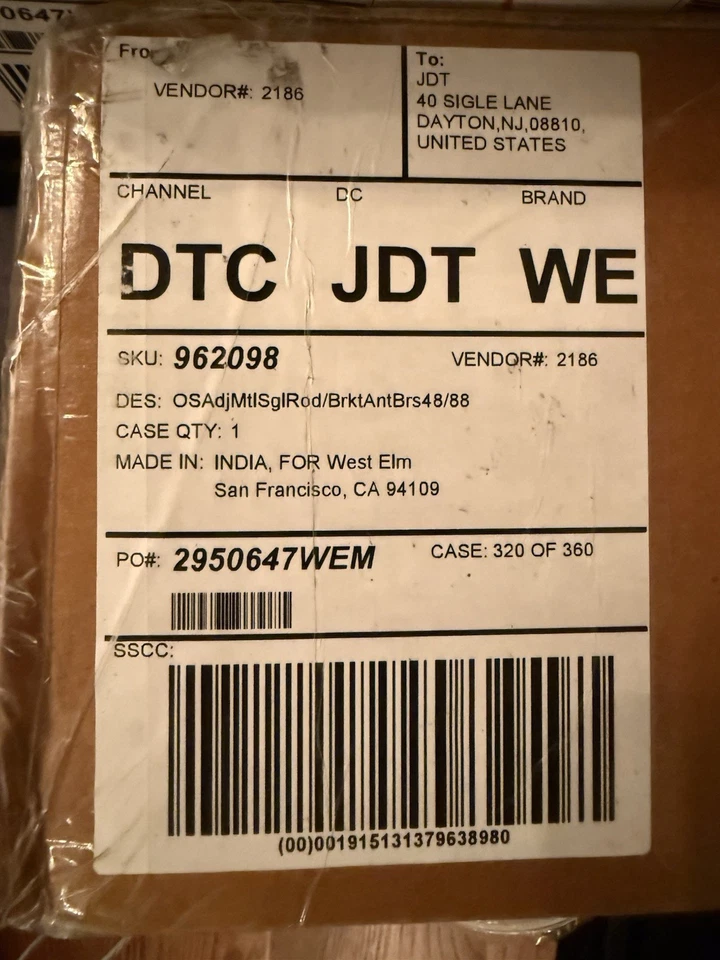 0647
From
VENDOR#: 2186
To:
JDT
40 SIGLE LANE
DAYTON,NJ,08810,
UNITED STATES
CHANNEL DC BRAND
DTC JDT WE
SKU: 962098 VENDOR#: 2186
DES: OSAdjMtlSglRod/BrktAntBrs48/88
CASE QTY: 1
MADE IN: INDIA, FOR West Elm
San Francisco, CA 94109
PO#: 2950647WEM CASE: 320 OF 360
SSCC:
(00)001915131379638980